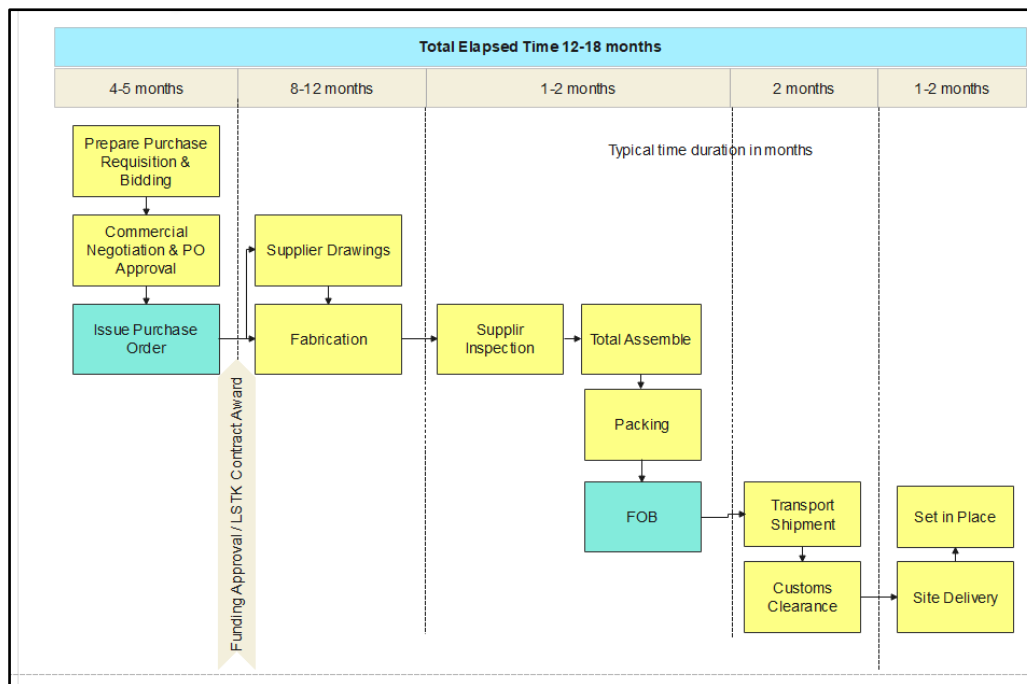 Total Elapsed Time 12-18 months
4-5 months
8-12 months
1-2 months
2 months
1-2 months
Typical time duration in months
Prepare Purchase
Requisition &
Bidding
Commercial
Negotiation & PO
Approval
Issue Purchase
Order
Funding Approval / LSTK Contract Award
Supplier Drawings
Fabrication
Supplir
Inspection
Total Assemble
Packing
FOB
Transport
Shipment
Customs
Clearance
Set in Place
Site Delivery